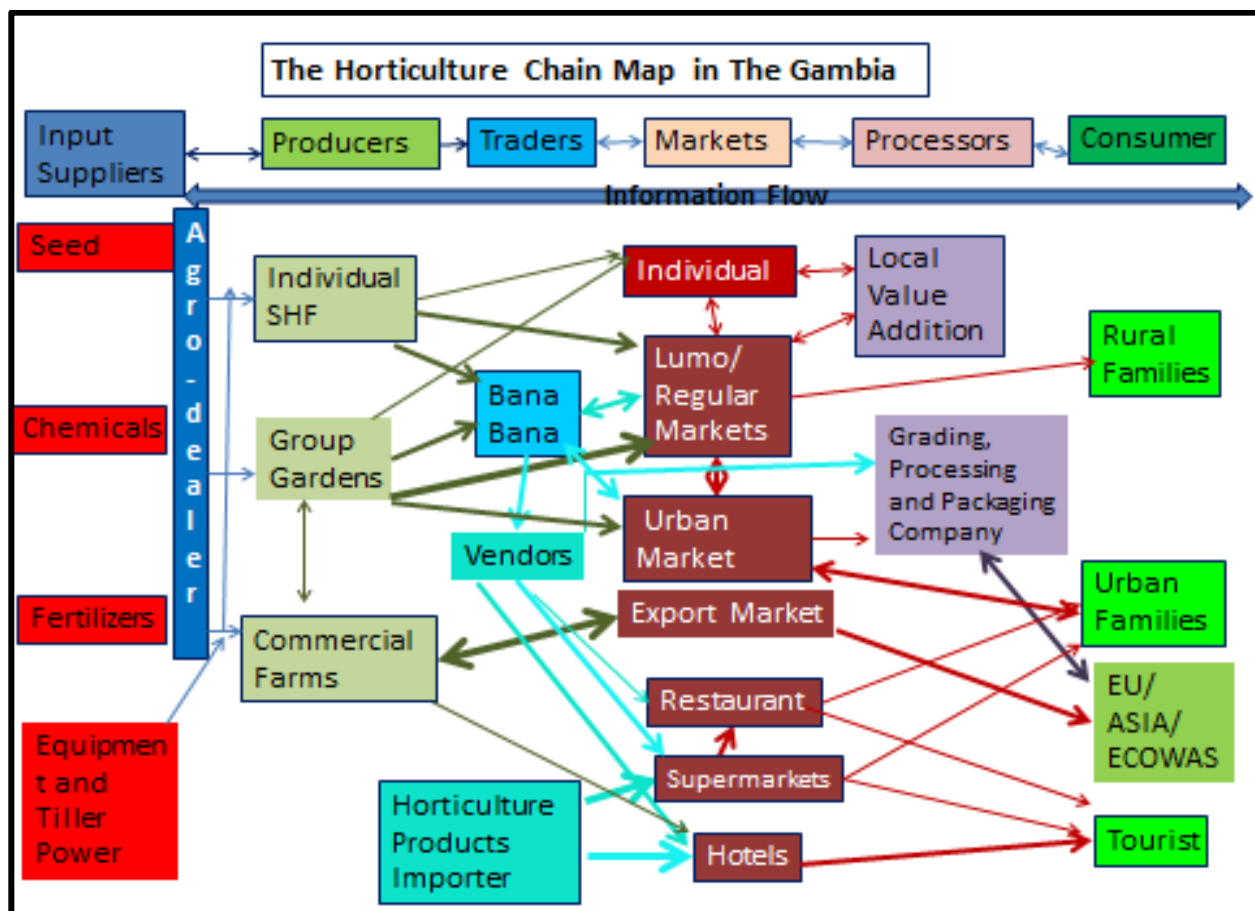 The Horticulture Chain Map in The Gambia
Input
Suppliers
Producers
Traders
Markets
Processors
Consumer
Information Flow
Seed
Chemicals
Fertilizers
Equipmen
t and
Tiller
Power
Agro-dealer
Individual
SHF
Group
Gardens
Commercial
Farms
Bana
Bana
Vendors
Horticulture
Products
Importer
Individual
Lumo/
Regular
Markets
Urban
Market
Export Market
Restaurant
Supermarkets
Hotels
Local
Value
Addition
Grading,
Processing
and Packaging
Company
Rural
Families
Urban
Families
EU/
ASIA/
ECOWAS
Tourist